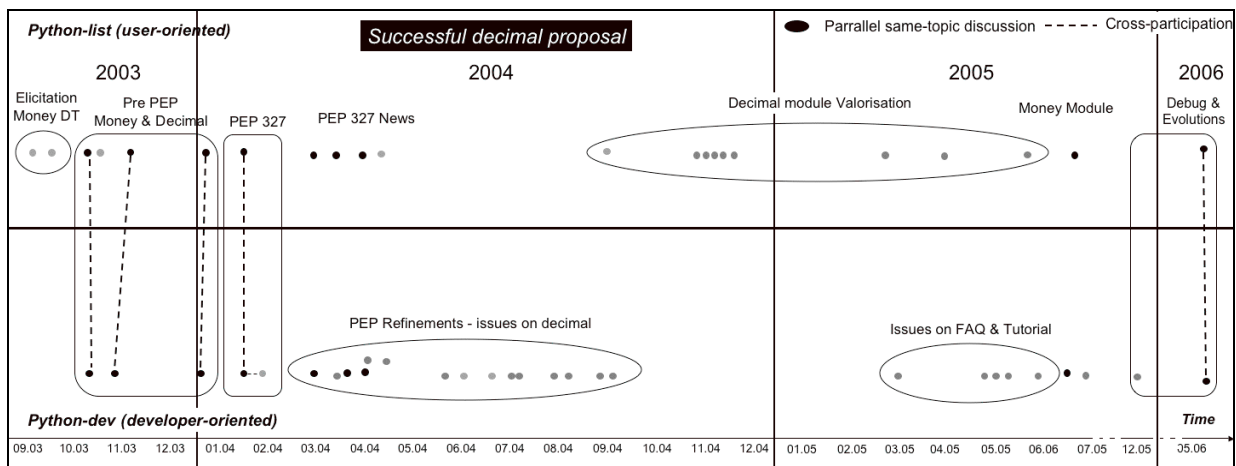 Python-list (user-oriented)
Successful decimal proposal
Parrallel same-topic discussion
Cross-participation
2003
2004
2005
2006
Elicitation
Money DT
Pre PEP
Money & Decimal
PEP 327
PEP 327 News
Decimal module Valorisation
Money Module
Debug &
Evolutions
PEP Refinements - issues on decimal
Issues on FAQ & Tutorial
Python-dev (developer-oriented)
Time
09.03 10.03 11.03 12.03 01.04 02.04 03.04 04.04 05.04 06.04 07.04 08.04 09.04 10.04 11.04 12.04 01.05 02.05 03.05 05.05 06.06 07.05 12.05 05.06